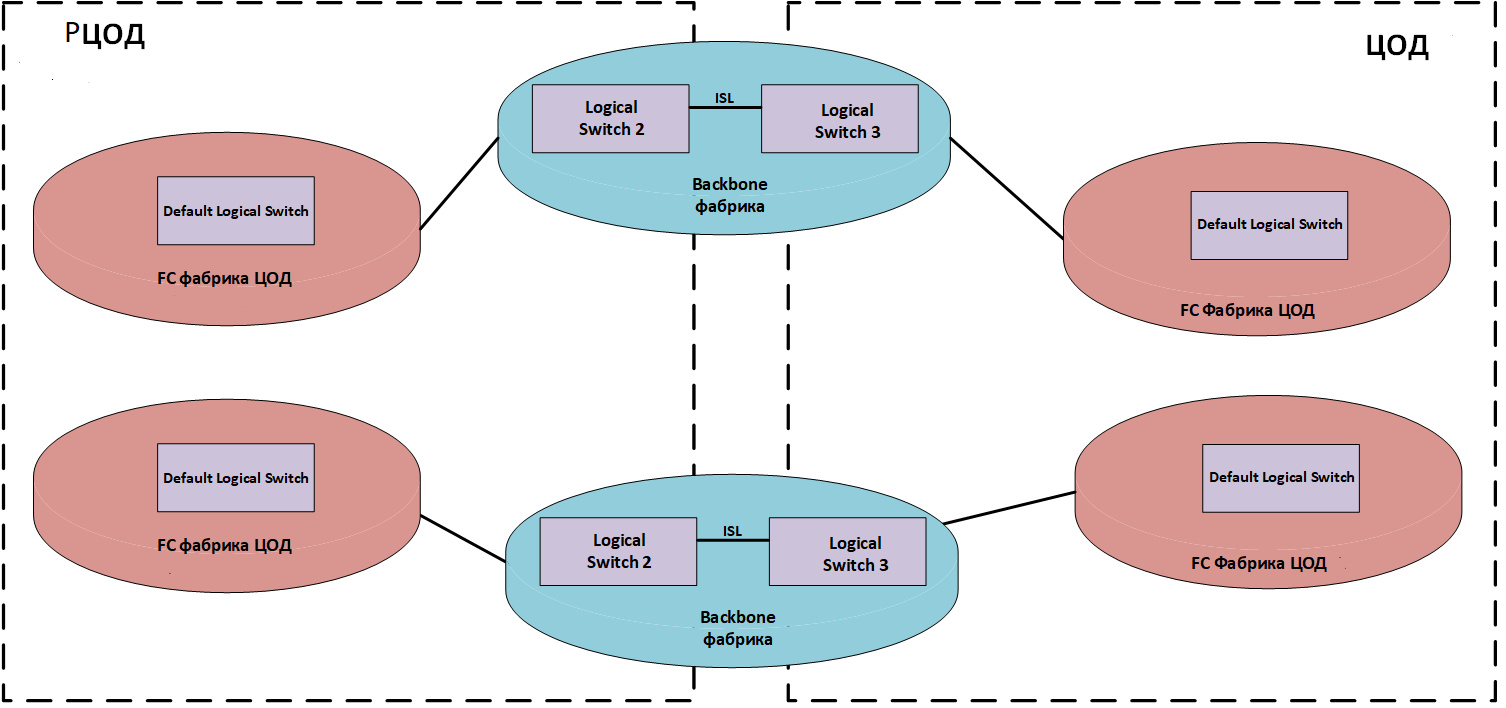 РЦОД
ЦОД
Logical
Switch 2
ISL
Logical
Switch 3
Backbone
фабрика
Default Logical Switch
FC фабрика ЦОД
Default Logical Switch
FC Фабрика ЦОД
Default Logical Switch
FC фабрика ЦОД
Logical
Switch 2
ISL
Logical
Switch 3
Backbone
фабрика
Default Logical Switch
FC Фабрика ЦОД